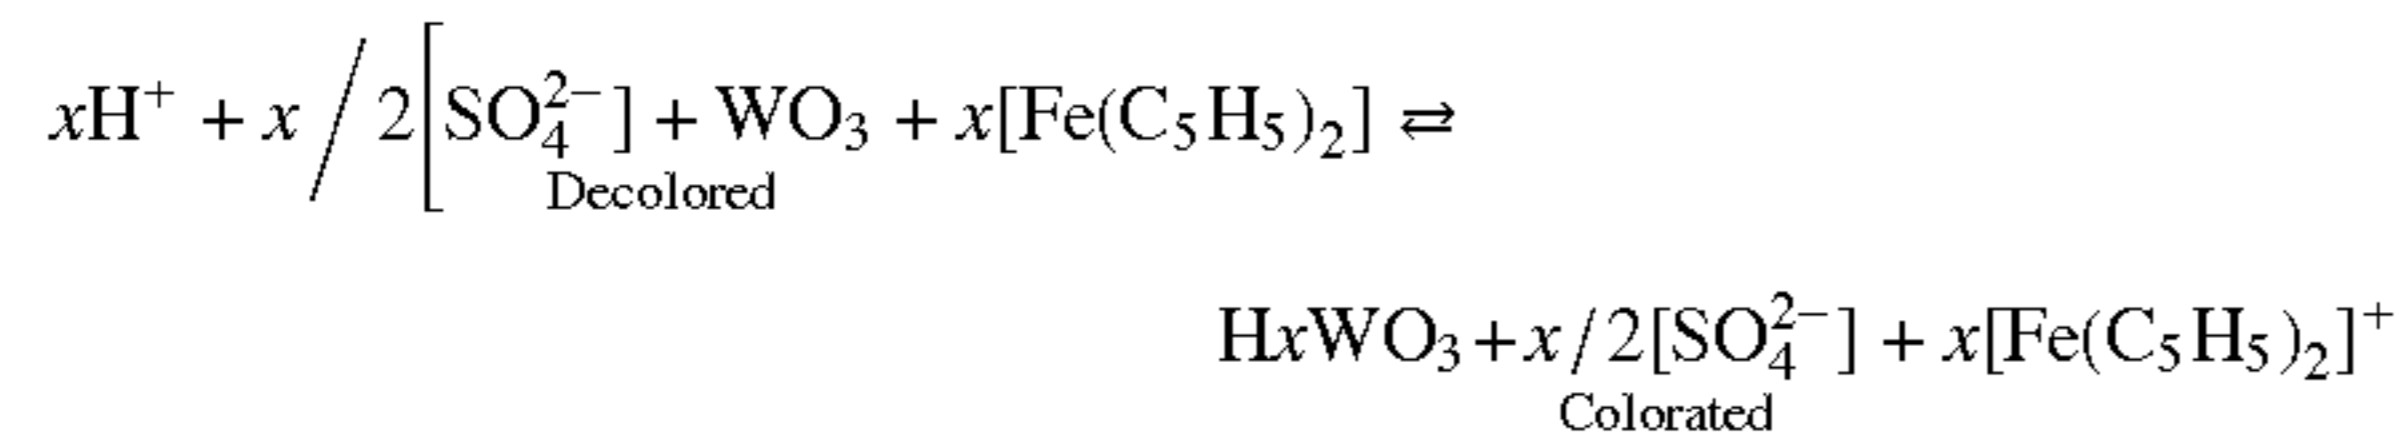 xH⁺ + x / 2[SO₄²⁻] + WO₃ + x[Fe(C₅H₅)₂] ⇄
Decolored
HxWO₃+x/2[SO₄²⁻] + x[Fe(C₅H₅)₂]⁺
Colorated